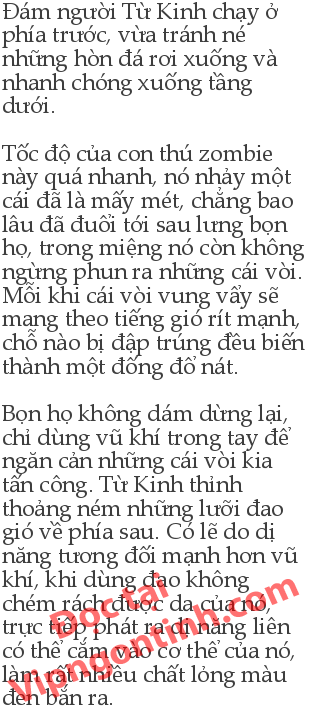 Đám người Từ Kinh chạy ở
phía trước, vừa tránh né
những hòn đá rơi xuống và
nhanh chóng xuống tầng
dưới.

Tốc độ của con thú zombie
này quá nhanh, nó nhảy một
cái đã là mấy mét, chẳng bao
lâu đã đuổi tới sau lưng bọn
họ, trong miệng nó còn không
ngừng phun ra những cái vòi.
Mỗi khi cái vòi vung vẩy sẽ
mang theo tiếng gió rít mạnh,
chỗ nào bị đập trúng đều biến
thành một đống đổ nát.

Bọn họ không dám dừng lại,
chỉ dùng vũ khí trong tay để
ngăn cản những cái vòi kia
tấn công. Từ Kinh thỉnh
thoảng ném những lưỡi đao
gió về phía sau. Có lẽ do dị
năng tương đối mạnh hơn vũ
khí, khi dùng đao không
chém rách được da của nó,
trực tiếp phát ra dị năng liên
có thể cắm vào cơ thể của nó,
làm rất nhiều chất lỏng màu
đen bắn ra.
Doc tai
Vipngontinh.com